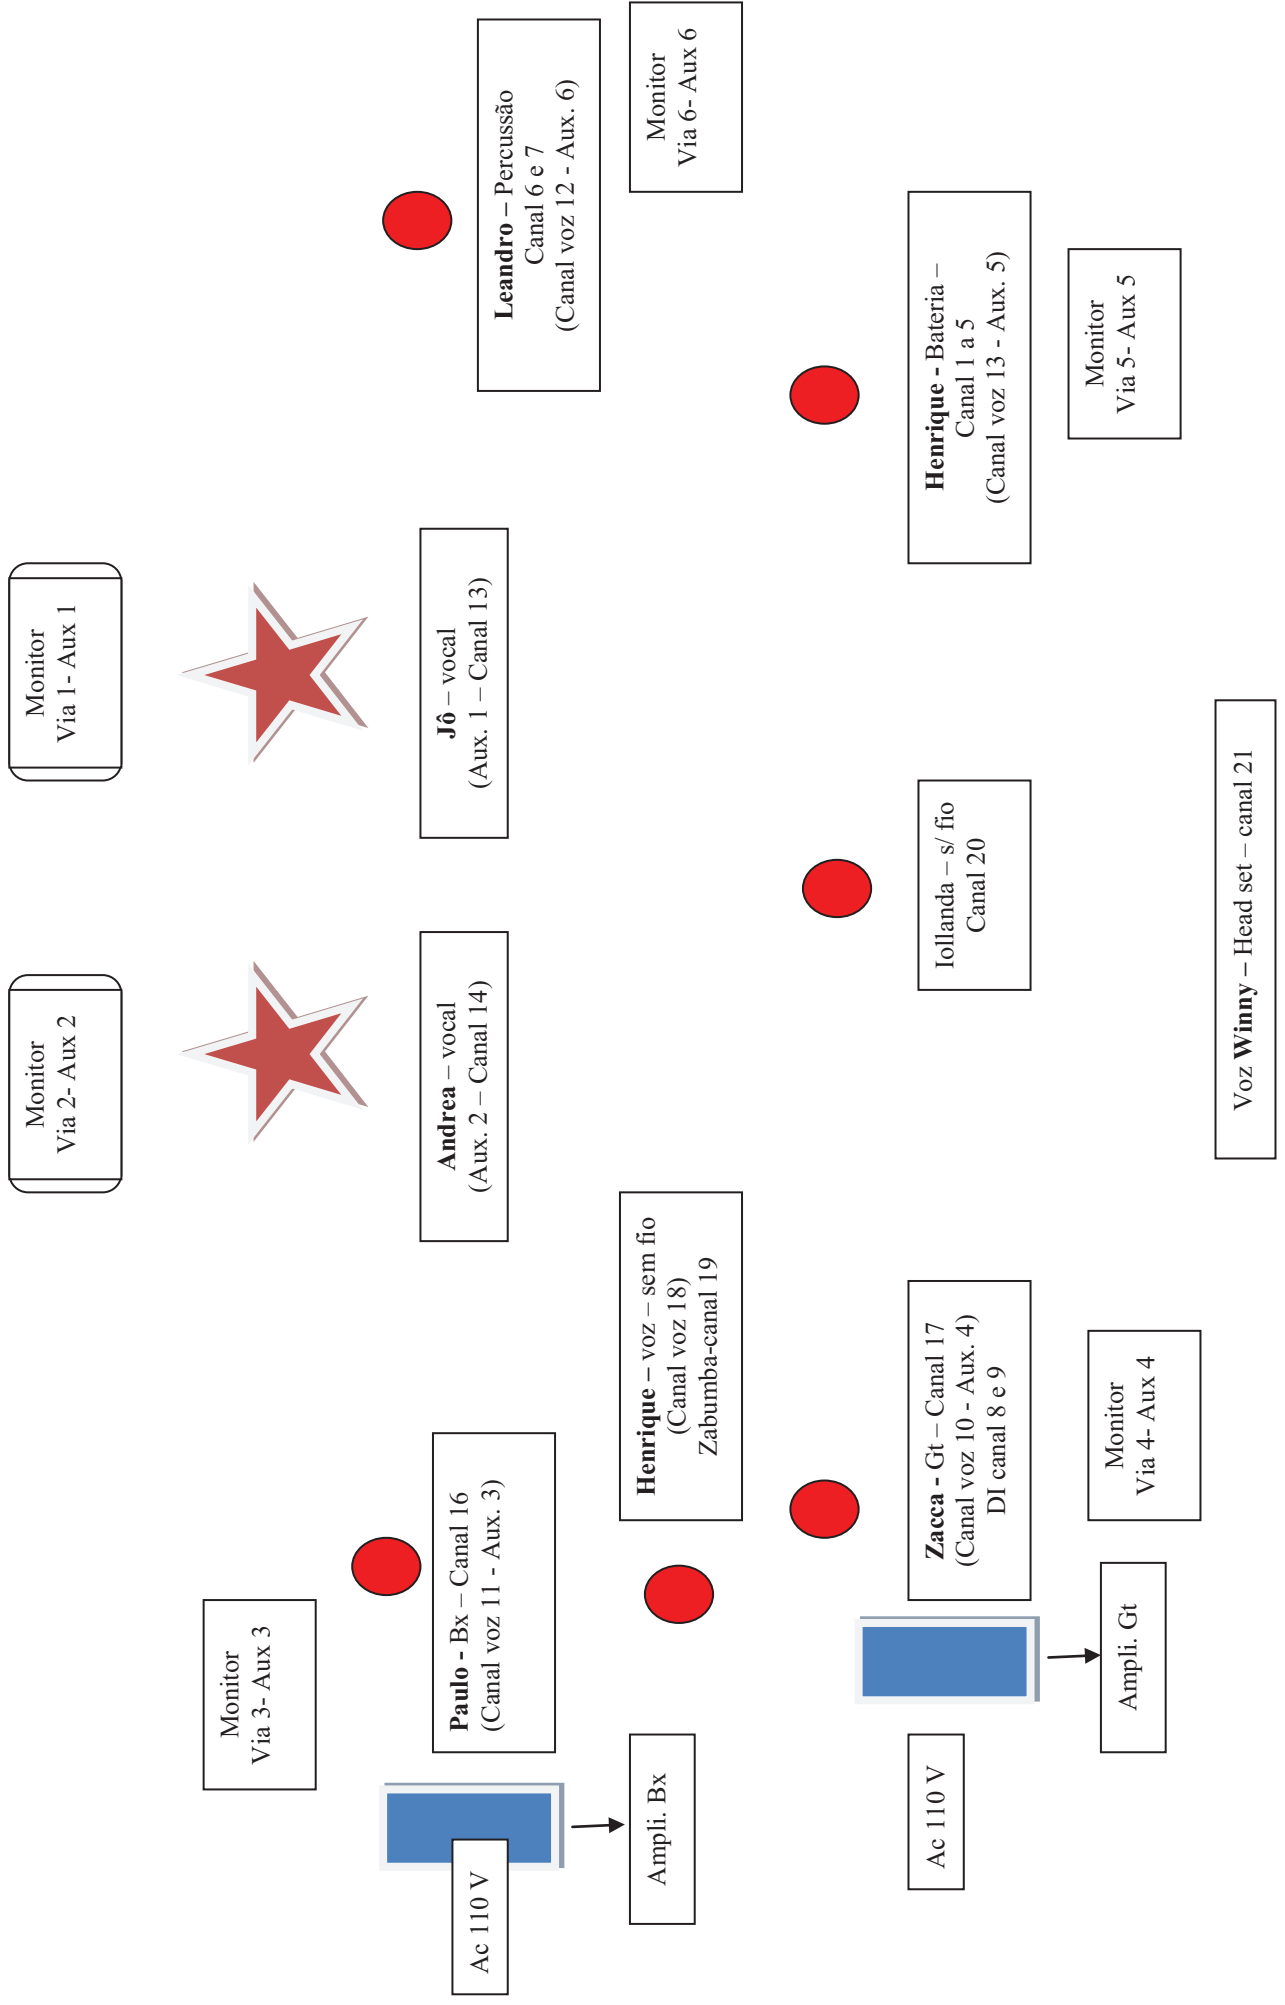 Monitor
Via 2- Aux 2
Monitor
Via 1- Aux 1
Monitor
Via 3- Aux 3
Andrea – vocal
(Aux. 2 – Canal 14)
Jô – vocal
(Aux. 1 – Canal 13)
Ac 110 V
Paulo - Bx – Canal 16
(Canal voz 11 - Aux. 3)
Leandro – Percussão
Canal 6 e 7
(Canal voz 12 - Aux. 6)
Ampli. Bx
Henrique – voz – sem fio
(Canal voz 18)
Zabumba-canal 19
Monitor
Via 6- Aux 6
Ac 110 V
Zacca - Gt – Canal 17
(Canal voz 10 - Aux. 4)
DI canal 8 e 9
Iollanda – s/ fio
Canal 20
Henrique - Bateria –
Canal 1 a 5
(Canal voz 13 - Aux. 5)
Ampli. Gt
Monitor
Via 4- Aux 4
Monitor
Via 5- Aux 5
Voz Winny – Head set – canal 21